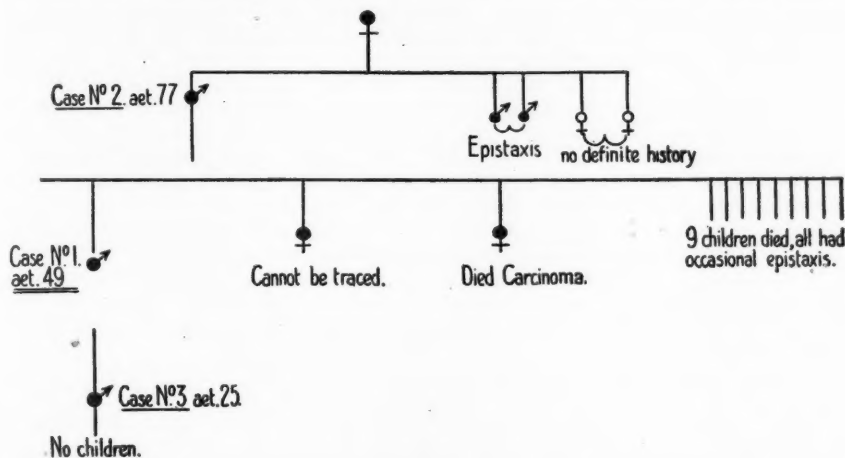 Case Nº 2. aet. 77
Epistaxis
no definite history
Case Nº 1.
aet. 49
Cannot be traced.
Died Carcinoma.
9 children died, all had
occasional epistaxis.
Case Nº 3 aet. 25.
No children.